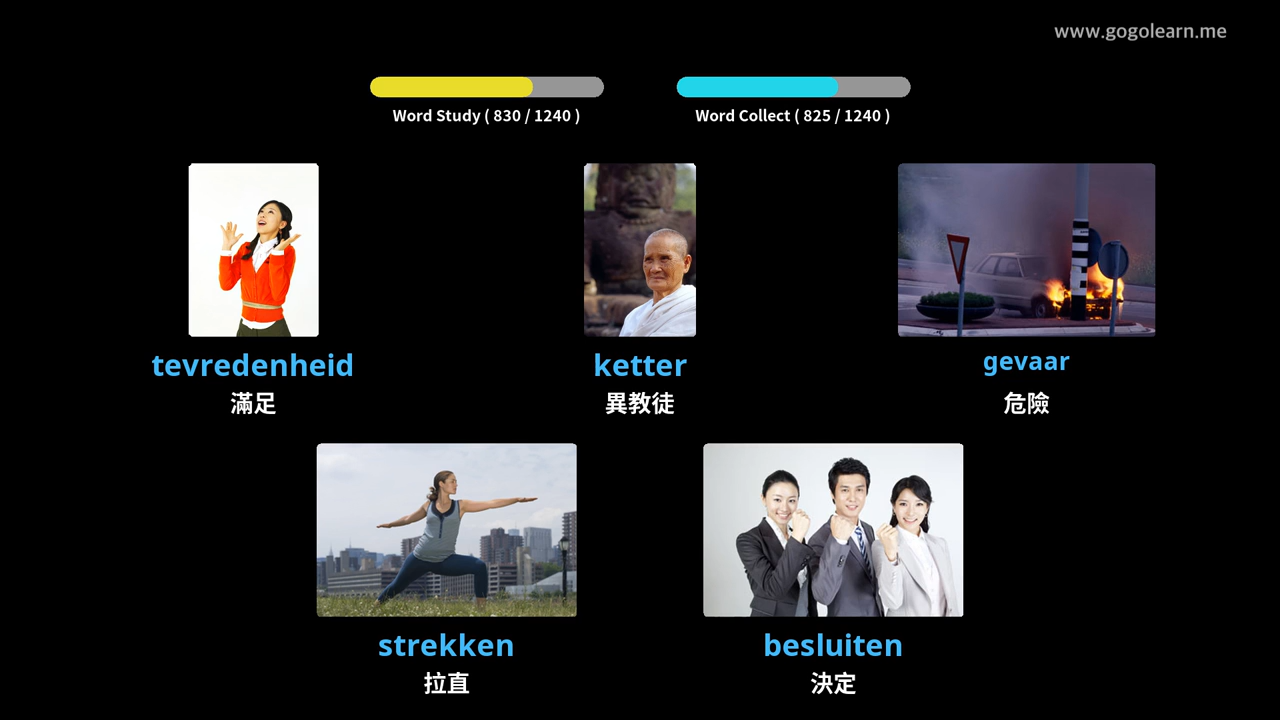 www.gogolearn.me
Word Study ( 830 / 1240 )
Word Collect ( 825 / 1240 )
tevredenheid
滿足
ketter
異教徒
gevaar
危險
strekken
拉直
besluiten
決定